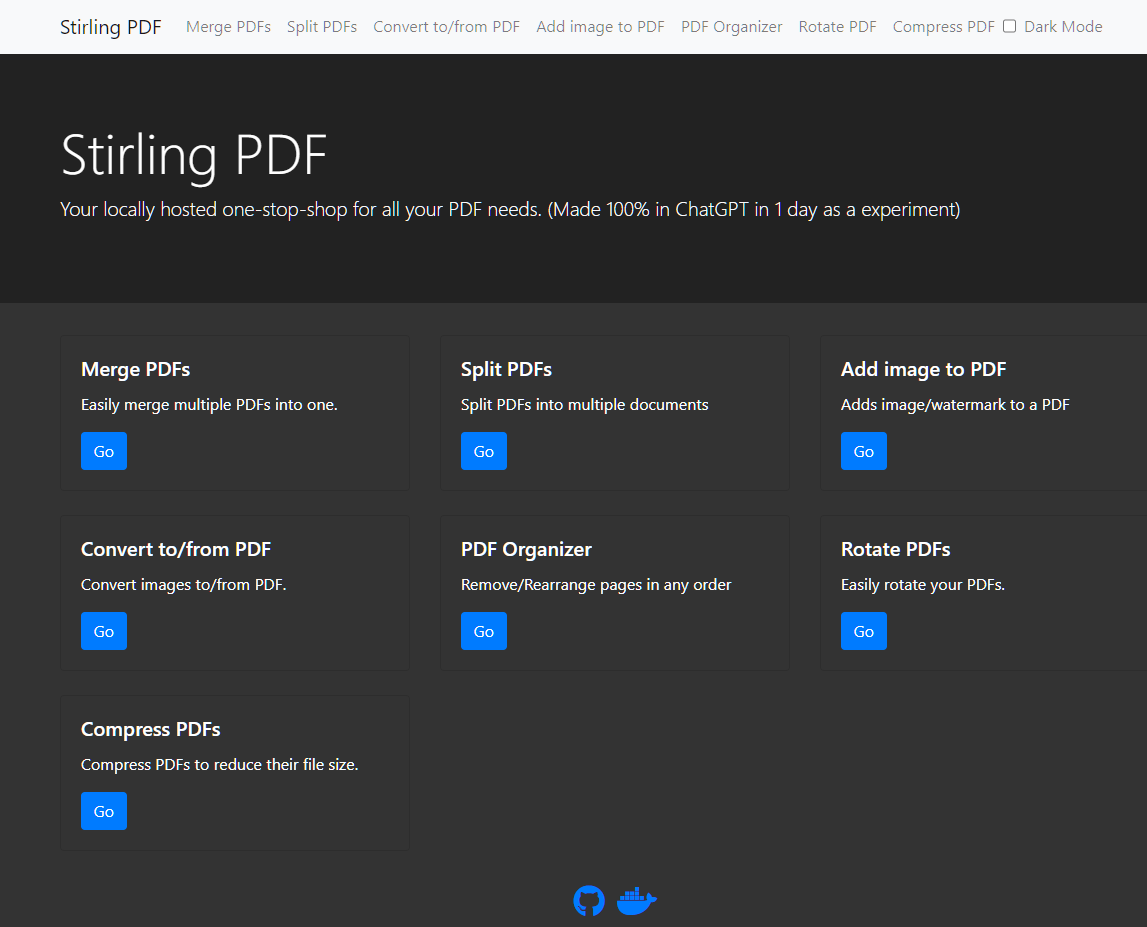 Stirling PDF Merge PDFs Split PDFs Convert to/from PDF Add image to PDF PDF Organizer Rotate PDF Compress PDF Dark Mode
Stirling PDF
Your locally hosted one-stop-shop for all your PDF needs. (Made 100% in ChatGPT in 1 day as a experiment)
Merge PDFs
Easily merge multiple PDFs into one.
Go
Split PDFs
Split PDFs into multiple documents
Go
Add image to PDF
Adds image/watermark to a PDF
Go
Convert to/from PDF
Convert images to/from PDF.
Go
PDF Organizer
Remove/Rearrange pages in any order
Go
Rotate PDFs
Easily rotate your PDFs.
Go
Compress PDFs
Compress PDFs to reduce their file size.
Go